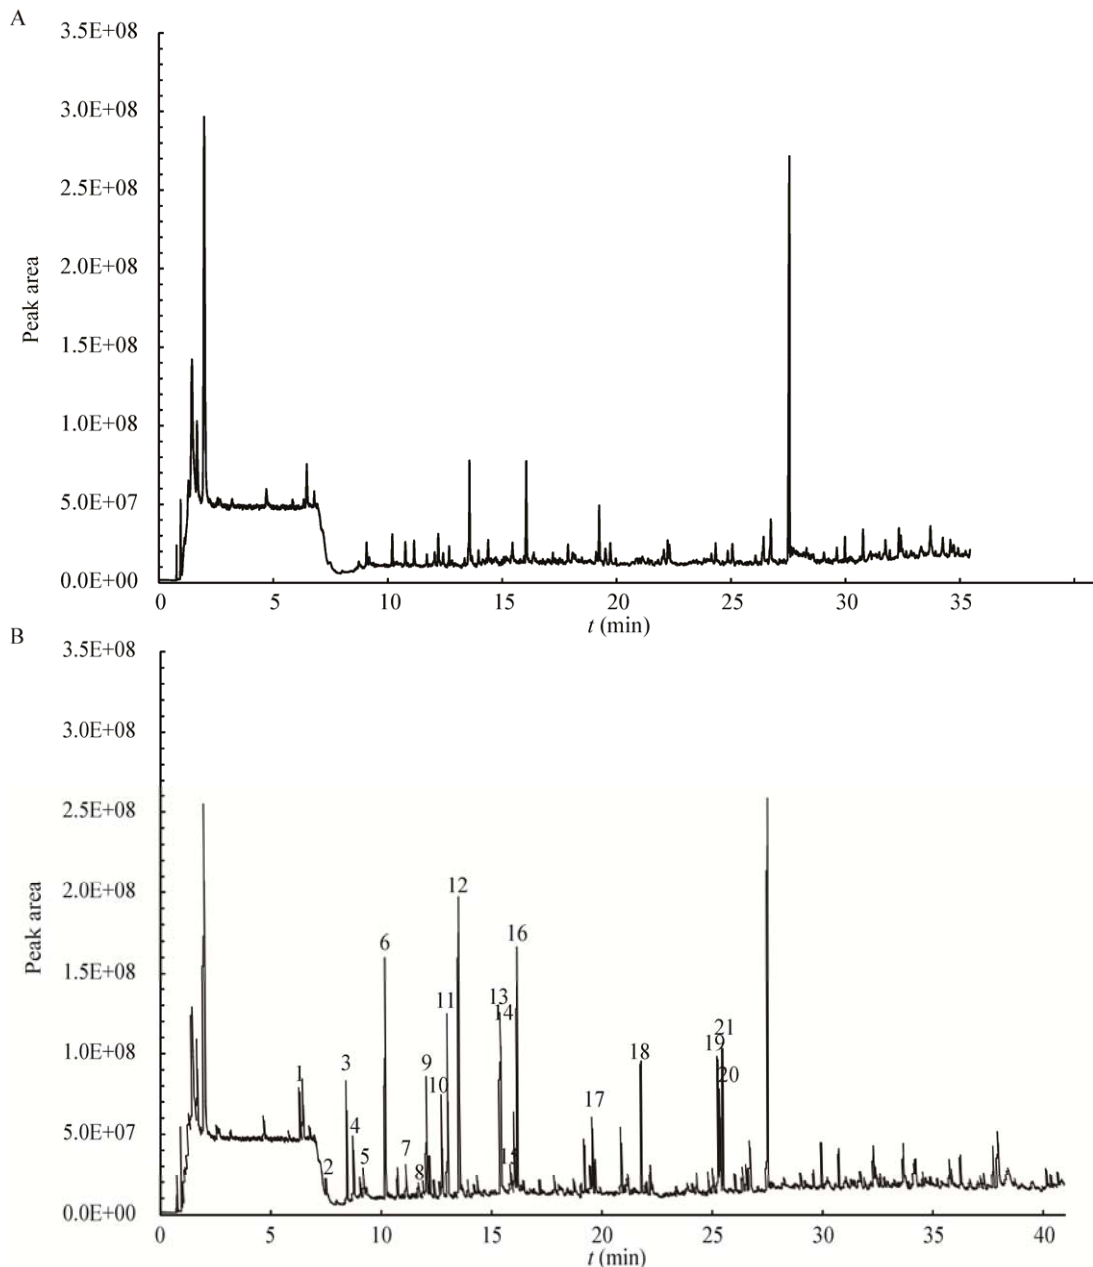 A
3.5E+08
3.0E+08
2.5E+08
2.0E+08
1.5E+08
1.0E+08
5.0E+07
0.0E+00
Peak area
0 5 10 15 20 25 30 35
t (min)
B
3.5E+08
3.0E+08
2.5E+08
2.0E+08
1.5E+08
1.0E+08
5.0E+07
0.0E+00
Peak area
1 2 3 4 5 6 7 8 9 10 11 12 13 14 15 16 17 18 19 20 21
0 5 10 15 20 25 30 35 40
t (min)